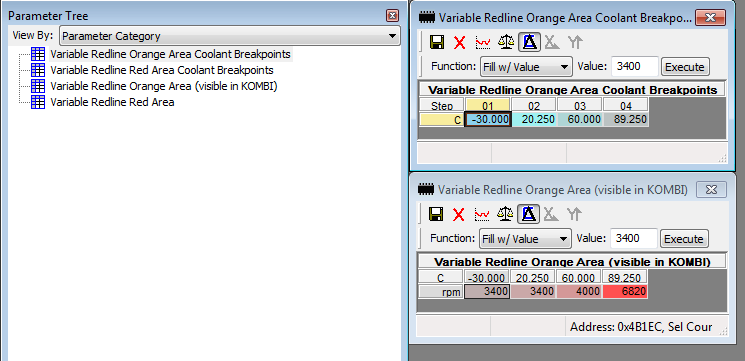 Parameter Tree
View By: Parameter Category
Variable Redline Orange Area Coolant Breakpoints
Variable Redline Red Area Coolant Breakpoints
Variable Redline Orange Area (visible in KOMBI)
Variable Redline Red Area
Variable Redline Orange Area Coolant Breakpo...
Function: Fill w/ Value Value: 3400 Execute
Variable Redline Orange Area Coolant Breakpoints
Step 01 02 03 04
C -30.000 20.250 60.000 89.250
Variable Redline Orange Area (visible in KOMBI)
Function: Fill w/ Value Value: 3400 Execute
Variable Redline Orange Area (visible in KOMBI)
C -30.000 20.250 60.000 89.250
rpm 3400 3400 4000 6820
Address: 0x4B1EC, Sel Cour